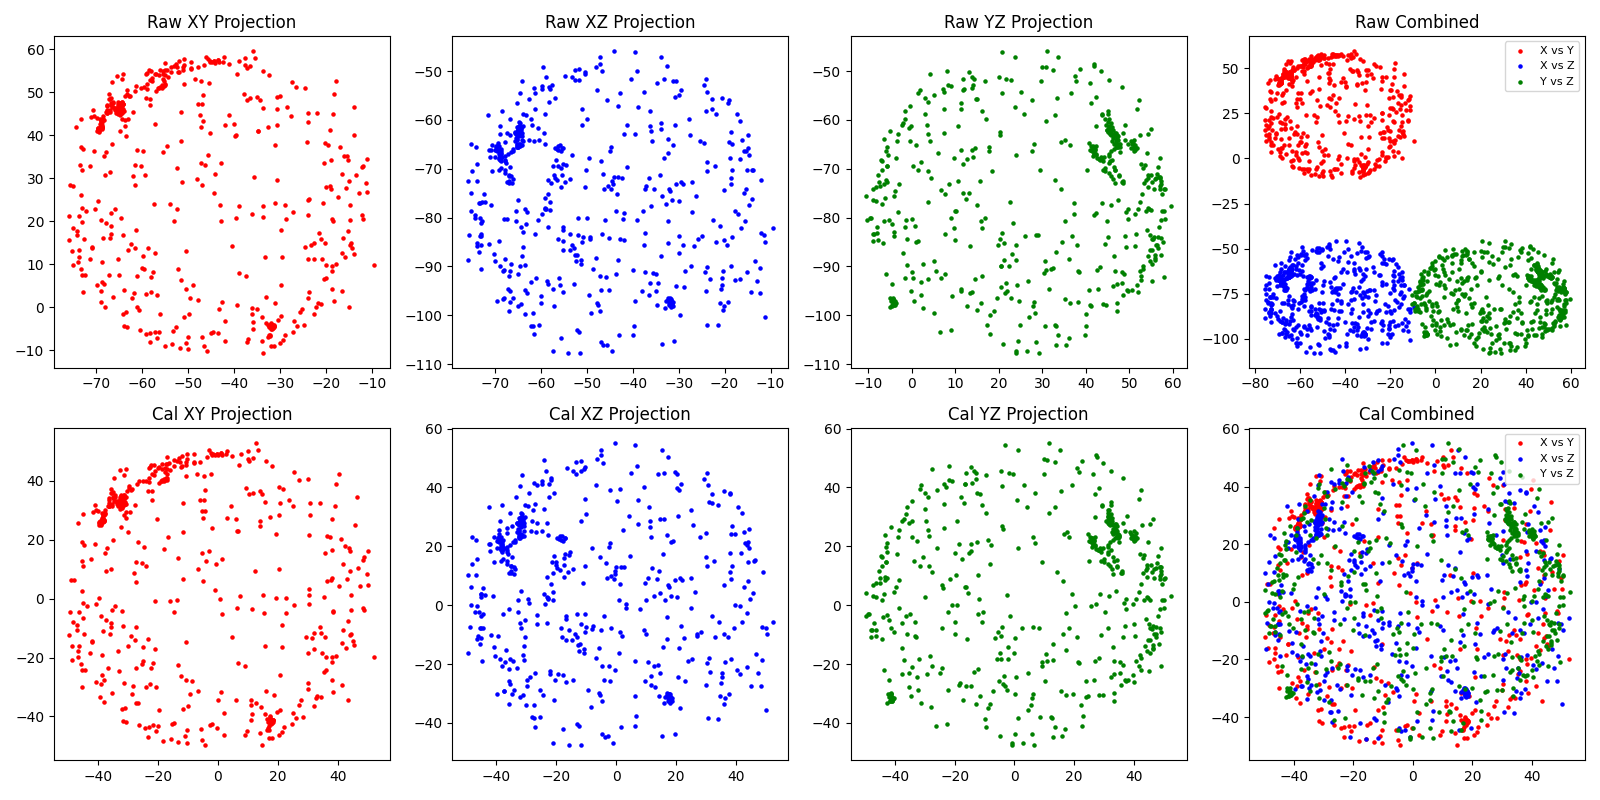 Raw XY Projection
60
50
40
30
20
10
0
−10
−70 −60 −50 −40 −30 −20 −10
Raw XZ Projection
−50
−60
−70
−80
−90
−100
−110
−70 −60 −50 −40 −30 −20 −10
Raw YZ Projection
−50
−60
−70
−80
−90
−100
−110
−10 0 10 20 30 40 50 60
Raw Combined
X vs Y
X vs Z
Y vs Z
50
25
0
−25
−50
−75
−100
−80 −60 −40 −20 0 20 40 60
Cal XY Projection
40
20
0
−20
−40
−40 −20 0 20 40
Cal XZ Projection
60
40
20
0
−20
−40
−40 −20 0 20 40
Cal YZ Projection
60
40
20
0
−20
−40
−40 −20 0 20 40
Cal Combined
X vs Y
X vs Z
Y vs Z
60
40
20
0
−20
−40
−40 −20 0 20 40